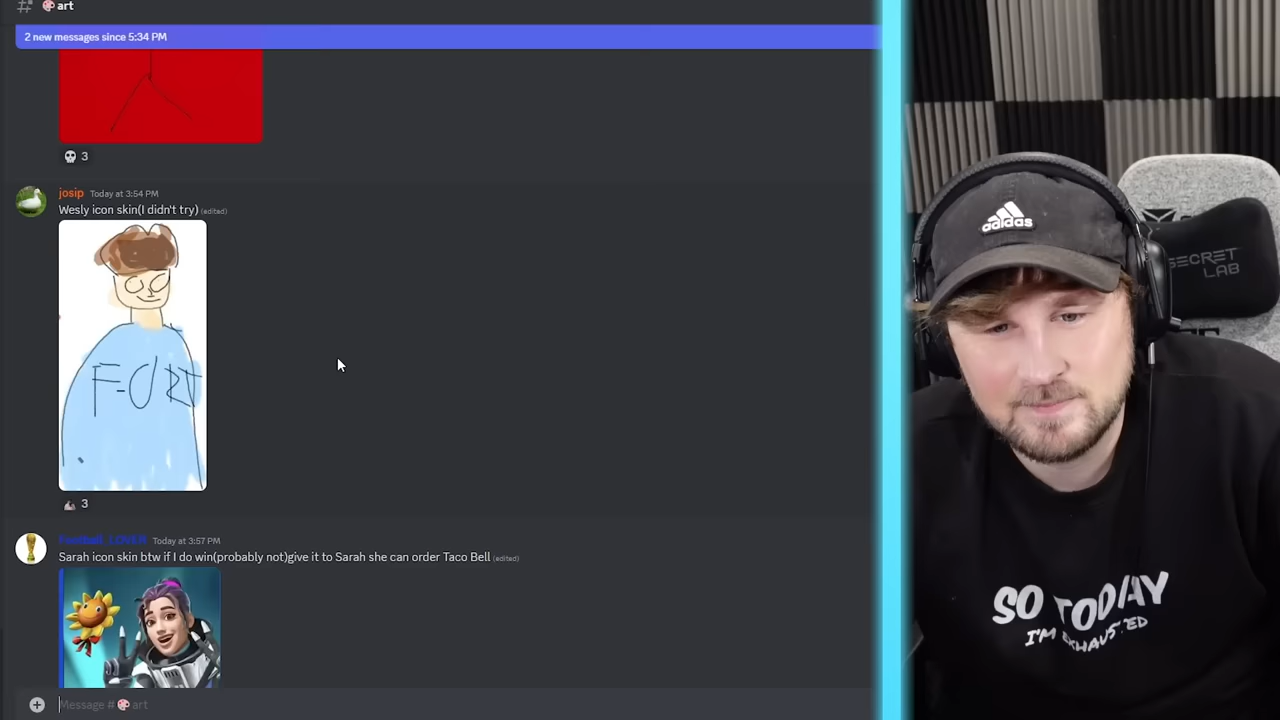 art
2 new messages since 5:34 PM
3
josip Today at 3:54 PM
Wesly icon skin(I didn't try) (edited)
FORT
3
Football_LOVER Today at 3:57 PM
Sarah icon skin btw if I do win(probably not)give it to Sarah she can order Taco Bell (edited)
Message # art
adidas
SECRET
LAB
SO TODAY
I'M EXHAUSTED